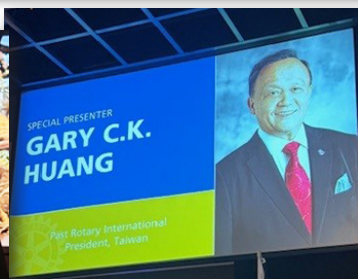 SPECIAL PRESENTER
GARY C.K.
HUANG
Past Rotary International
President, Taiwan